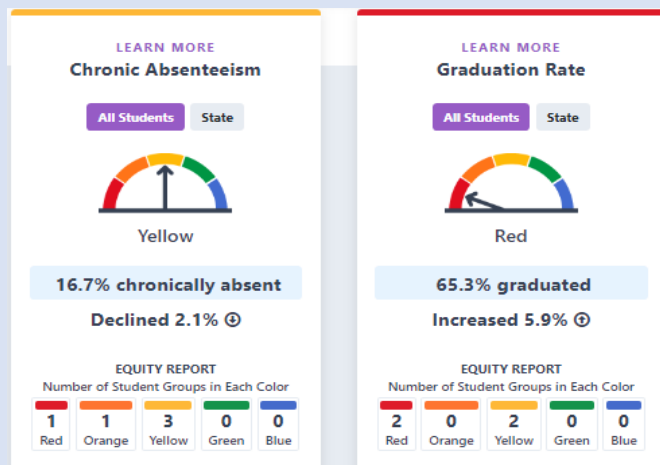 LEARN MORE
Chronic Absenteeism
All Students State
Yellow
16.7% chronically absent
Declined 2.1%
EQUITY REPORT
Number of Student Groups in Each Color
1 1 3 0 0
Red Orange Yellow Green Blue
LEARN MORE
Graduation Rate
All Students State
Red
65.3% graduated
Increased 5.9%
EQUITY REPORT
Number of Student Groups in Each Color
2 0 2 0 0
Red Orange Yellow Green Blue